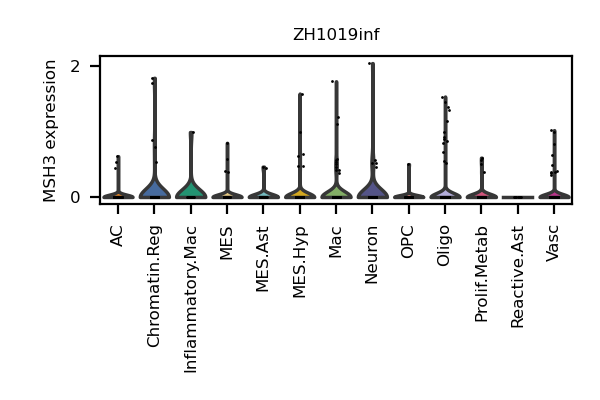 ZH1019inf
MSH3 expression
2
0
AC
Chromatin.Reg
Inflammatory.Mac
MES
MES.Ast
MES.Hyp
Mac
Neuron
OPC
Oligo
Prolif.Metab
Reactive.Ast
Vasc